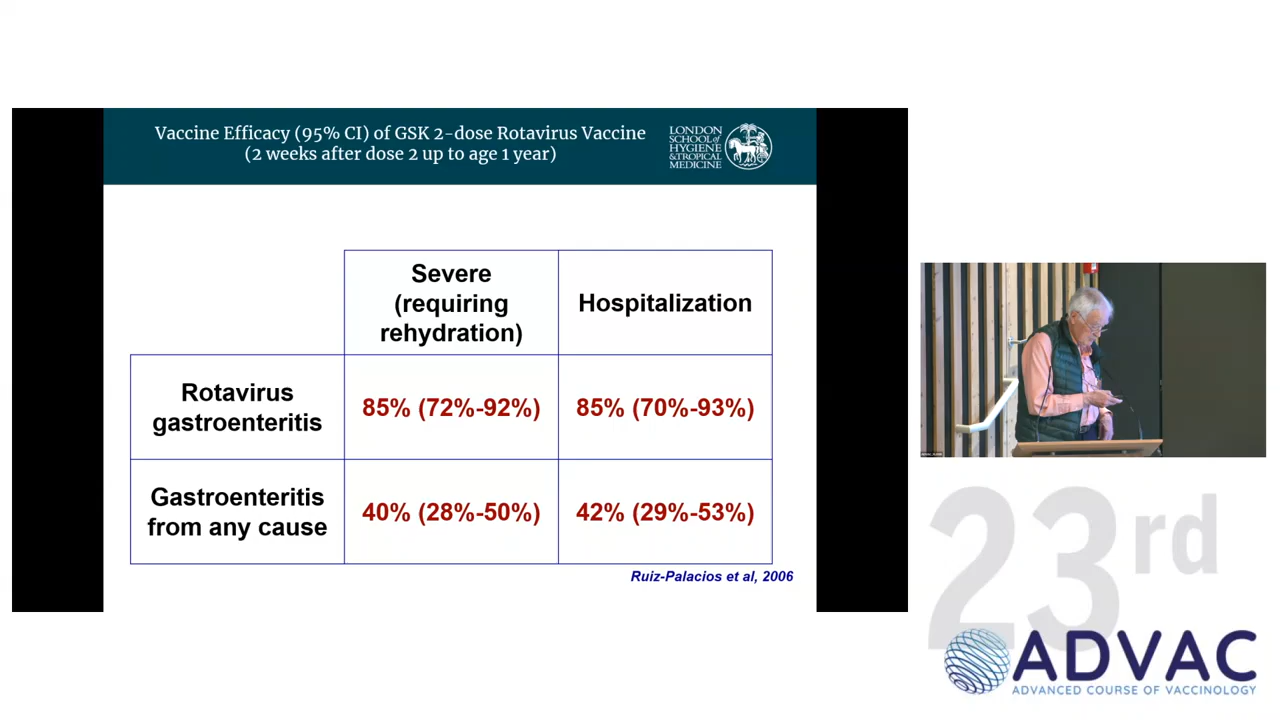 Vaccine Efficacy (95% CI) of GSK 2-dose Rotavirus Vaccine
(2 weeks after dose 2 up to age 1 year)
LONDON
SCHOOL of
HYGIENE
& TROPICAL
MEDICINE
Severe
(requiring
rehydration)
Hospitalization
Rotavirus
gastroenteritis
85% (72%-92%)
85% (70%-93%)
Gastroenteritis
from any cause
40% (28%-50%)
42% (29%-53%)
Ruiz-Palacios et al, 2006
23rd
ADVAC
ADVANCED COURSE OF VACCINOLOGY